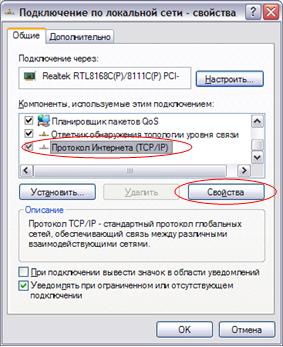 Подключение по локальной сети - свойства
Общие
Дополнительно
Подключение через:
Realtek RTL8168C(P)/8111C(P) PCI-
Настроить...
Компоненты, используемые этим подключением:
Планировщик пакетов QoS
Ответчик обнаружения топологии уровня связи
Протокол Интернета (TCP/IP)
Установить...
Удалить
Свойства
Описание
Протокол TCP/IP - стандартный протокол глобальных
сетей, обеспечивающий связь между различными
взаимодействующими сетями.
При подключении вывести значок в области уведомлений
Уведомлять при ограниченном или отсутствующем
подключении
OK
Отмена